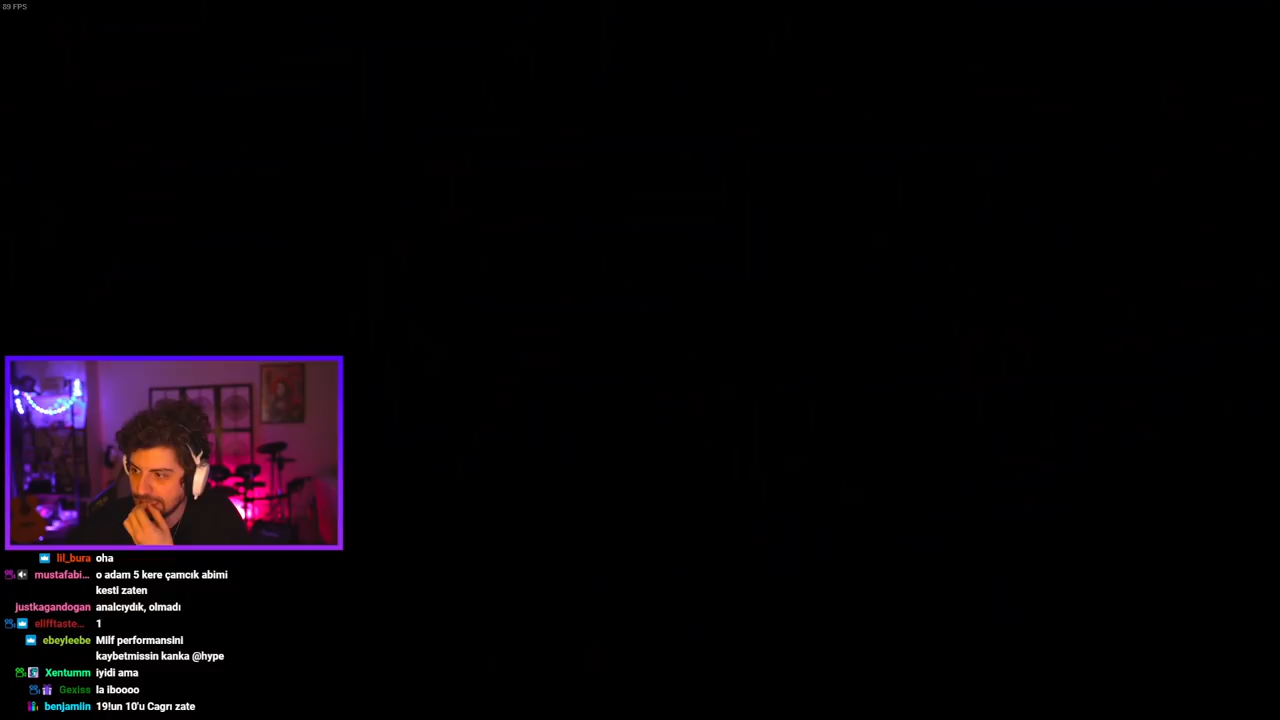 89 FPS
lil_bura oha
mustafabi... o adam 5 kere çamcık abimi
kesti zaten
justkagandogan analcıydık, olmadı
elifftaste... 1
ebeyleebe Milf performansini
kaybetmissin kanka @hype
Xentumm iyidi ama
Gexiss la iboooo
benjamiin 19!un 10'u Cagrı zate